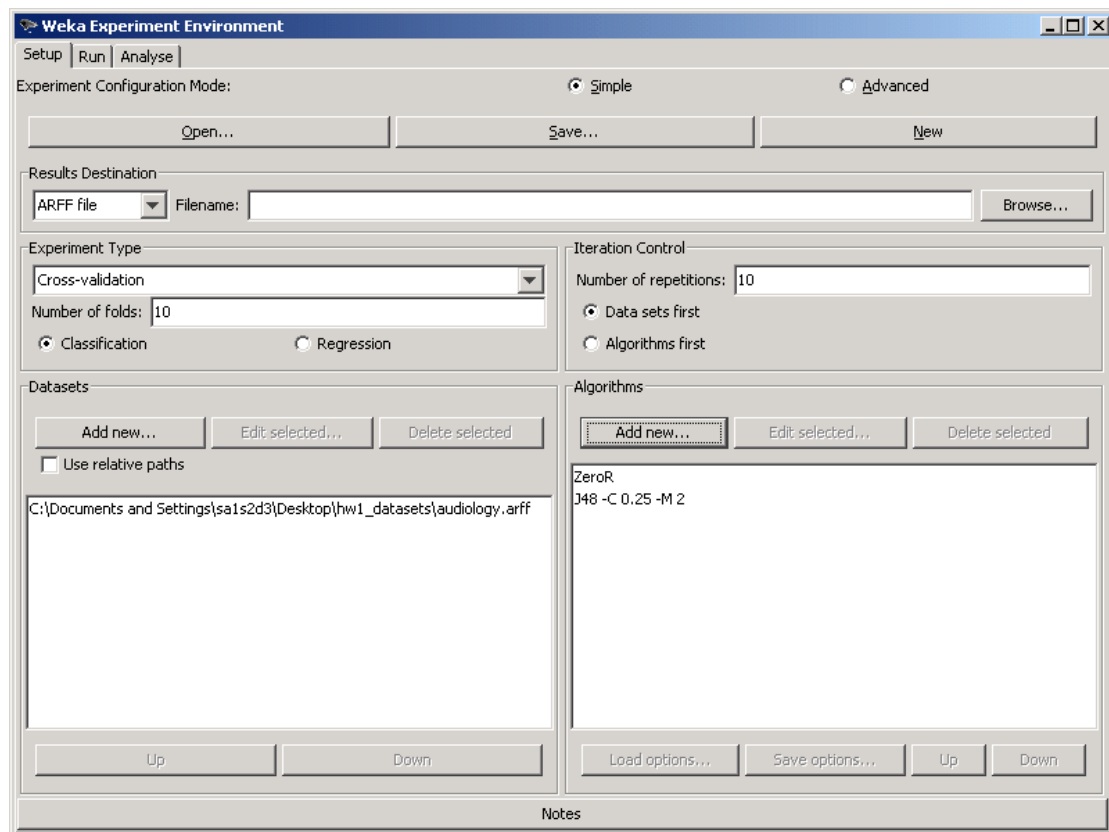 Weka Experiment Environment
Setup Run Analyse
Experiment Configuration Mode: Simple Advanced
Open... Save... New
Results Destination
ARFF file Filename: Browse...
Experiment Type
Cross-validation
Number of folds: 10
Classification Regression
Iteration Control
Number of repetitions: 10
Data sets first
Algorithms first
Datasets
Add new... Edit selected... Delete selected
Use relative paths
C:\Documents and Settings\sa1s2d3\Desktop\hw1_datasets\audiology.arff
Up Down
Algorithms
Add new... Edit selected... Delete selected
ZeroR
J48 -C 0.25 -M 2
Load options... Save options... Up Down
Notes